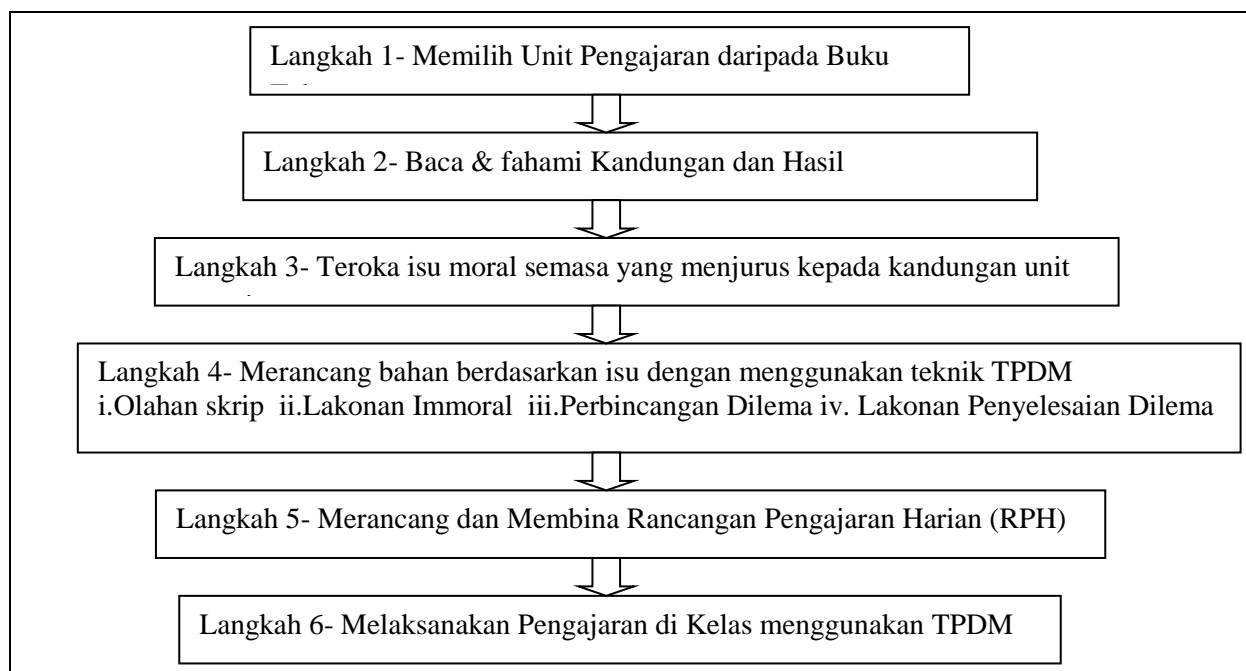 Langkah 1- Memilih Unit Pengajaran daripada Buku
Langkah 2- Baca & fahami Kandungan dan Hasil
Langkah 3- Teroka isu moral semasa yang menjurus kepada kandungan unit
Langkah 4- Merancang bahan berdasarkan isu dengan menggunakan teknik TPDM
i.Olahan skrip ii.Lakonan Immoral iii.Perbincangan Dilema iv. Lakonan Penyelesaian Dilema
Langkah 5- Merancang dan Membina Rancangan Pengajaran Harian (RPH)
Langkah 6- Melaksanakan Pengajaran di Kelas menggunakan TPDM